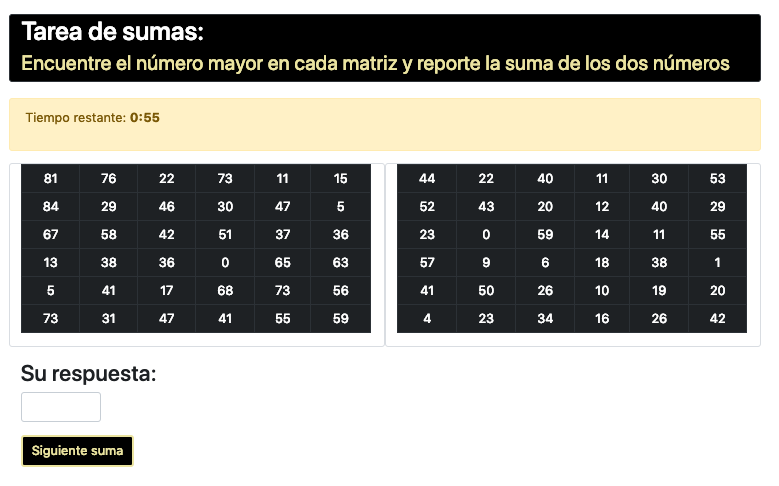 Tarea de sumas:
Encuentre el número mayor en cada matriz y reporte la suma de los dos números
Tiempo restante: 0:55
81 76 22 73 11 15
84 29 46 30 47 5
67 58 42 51 37 36
13 38 36 0 65 63
5 41 17 68 73 56
73 31 47 41 55 59
44 22 40 11 30 53
52 43 20 12 40 29
23 0 59 14 11 55
57 9 6 18 38 1
41 50 26 10 19 20
4 23 34 16 26 42
Su respuesta:
Siguiente suma